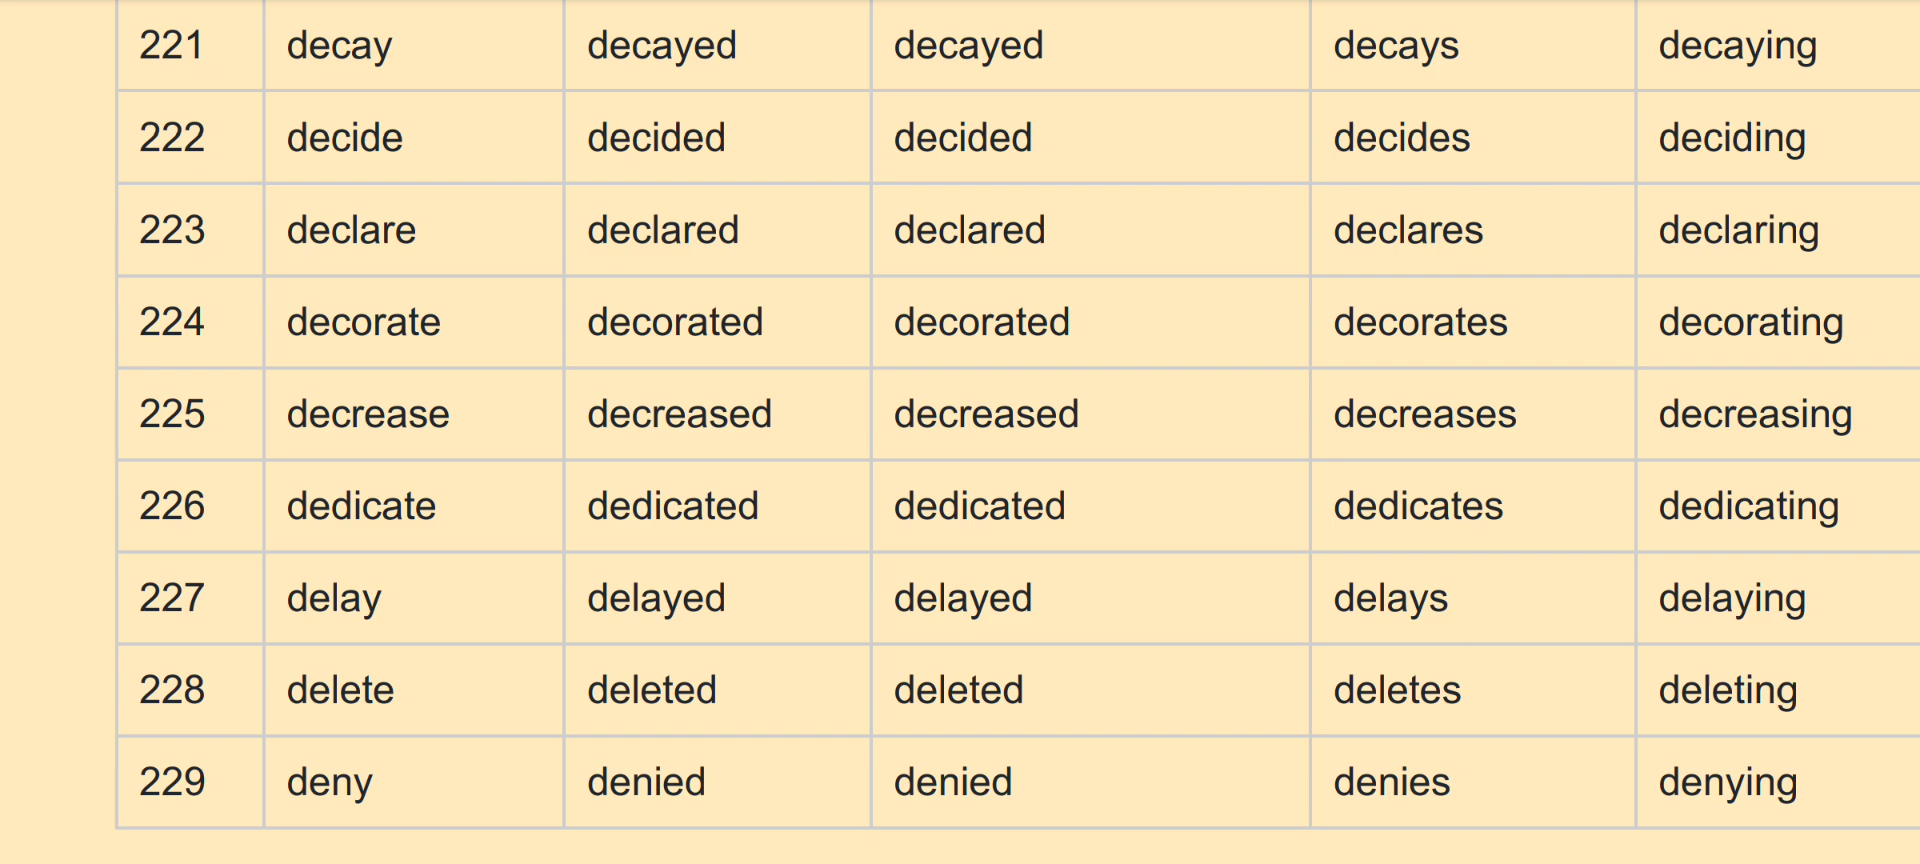 221 decay decayed decayed decays decaying
222 decide decided decided decides deciding
223 declare declared declared declares declaring
224 decorate decorated decorated decorates decorating
225 decrease decreased decreased decreases decreasing
226 dedicate dedicated dedicated dedicates dedicating
227 delay delayed delayed delays delaying
228 delete deleted deleted deletes deleting
229 deny denied denied denies denying